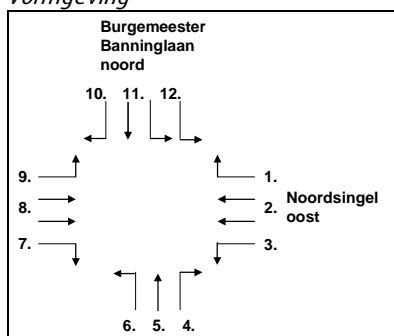 Vormgeving
Burgemeester
Banninglaan
noord
10. 11. 12.
9. 1.
8. 2. Noordsingel
oost
7. 3.
6. 5. 4.